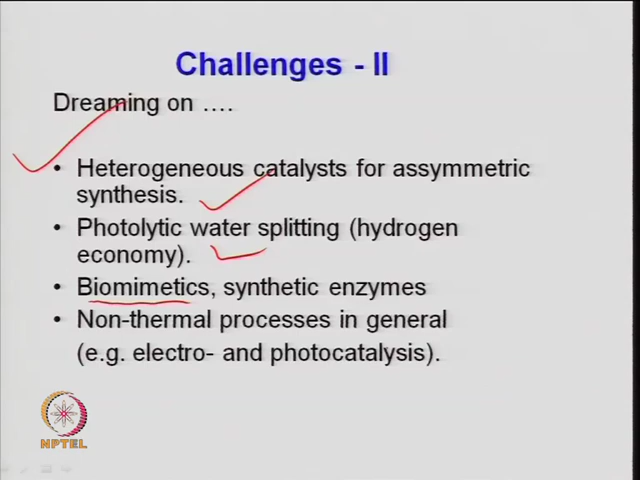 Challenges - II
Dreaming on ....
• Heterogeneous catalysts for assymmetric
synthesis.
• Photolytic water splitting (hydrogen
economy).
• Biomimetics, synthetic enzymes
• Non-thermal processes in general
(e.g. electro- and photocatalysis).
NPTEL